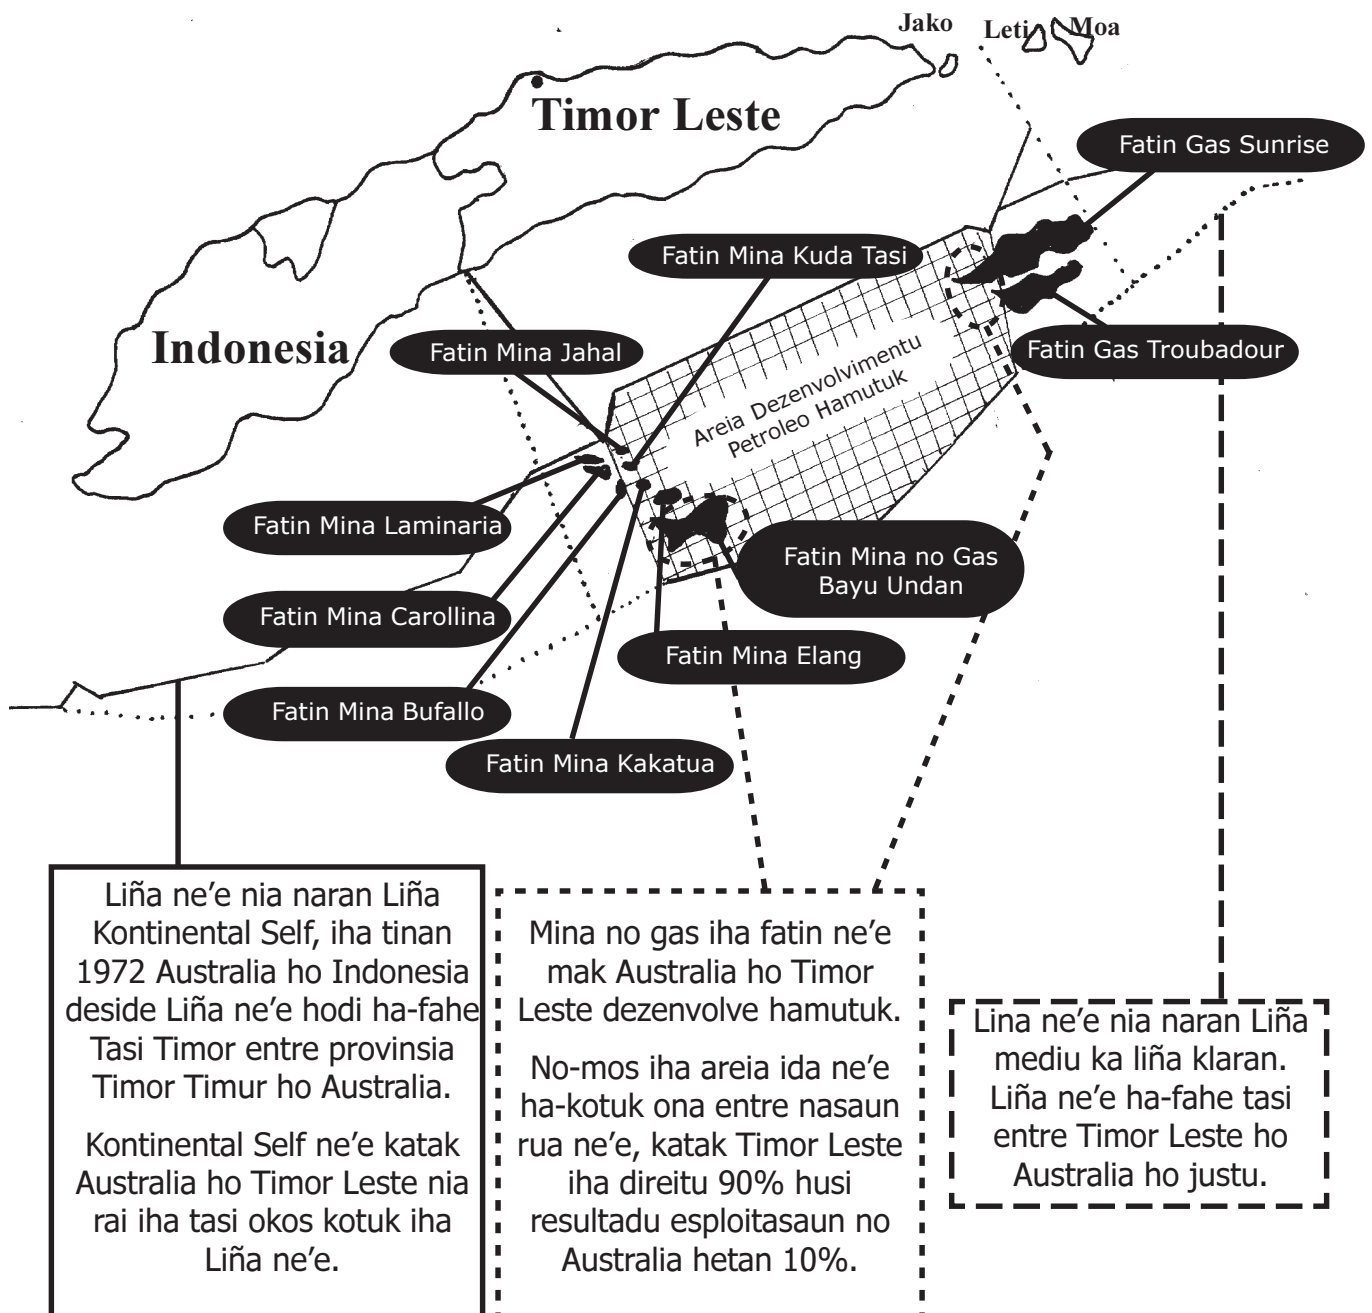 Jako
Leti
Moa
Timor Leste
Fatin Gas Sunrise
Fatin Mina Kuda Tasi
Indonesia
Fatin Mina Jahal
Fatin Gas Troubadour
Areia Dezenvolvimentu
Petroleo Hamutuk
Fatin Mina Laminaria
Fatin Mina no Gas
Bayu Undan
Fatin Mina Carollina
Fatin Mina Elang
Fatin Mina Bufallo
Fatin Mina Kakatua
Liña ne’e nia naran Liña
Kontinental Self, iha tinan
1972 Australia ho Indonesia
deside Liña ne’e hodi ha-fahe
Tasi Timor entre provinsia
Timor Timur ho Australia.
Kontinental Self ne’e katak
Australia ho Timor Leste nia
rai iha tasi okos kotuk iha
Liña ne’e.
Mina no gas iha fatin ne’e
mak Australia ho Timor
Leste dezenvolve hamutuk.
No-mos iha areia ida ne’e
ha-kotuk ona entre nasaun
rua ne’e, katak Timor Leste
iha direitu 90% husi
resultadu esploitasaun no
Australia hetan 10%.
Lina ne’e nia naran Liña
mediu ka liña klaran.
Liña ne’e ha-fahe tasi
entre Timor Leste ho
Australia ho justu.